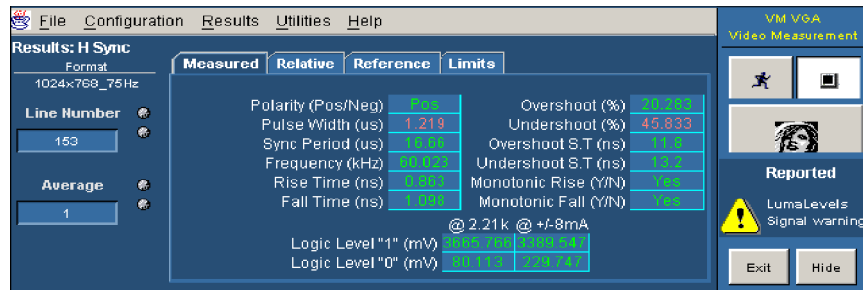 File Configuration Results Utilities Help
VM VGA
Video Measurement
Results: H Sync
Format
1024x768_75Hz
Line Number
153
Average
1
Measured Relative Reference Limits
Polarity (Pos/Neg) Pos Overshoot (%) 20.283
Pulse Width (us) 1.219 Undershoot (%) 45.833
Sync Period (us) 16.66 Overshoot S.T (ns) 11.8
Frequency (kHz) 60.023 Undershoot S.T (ns) 13.2
Rise Time (ns) 0.863 Monotonic Rise (Y/N) Yes
Fall Time (ns) 1.098 Monotonic Fall (Y/N) Yes
@ 2.21k @ +/-8mA
Logic Level "1" (mV) 3665.766 3389.547
Logic Level "0" (mV) 80.113 229.747
Reported
LumaLevels
Signal warning
Exit Hide